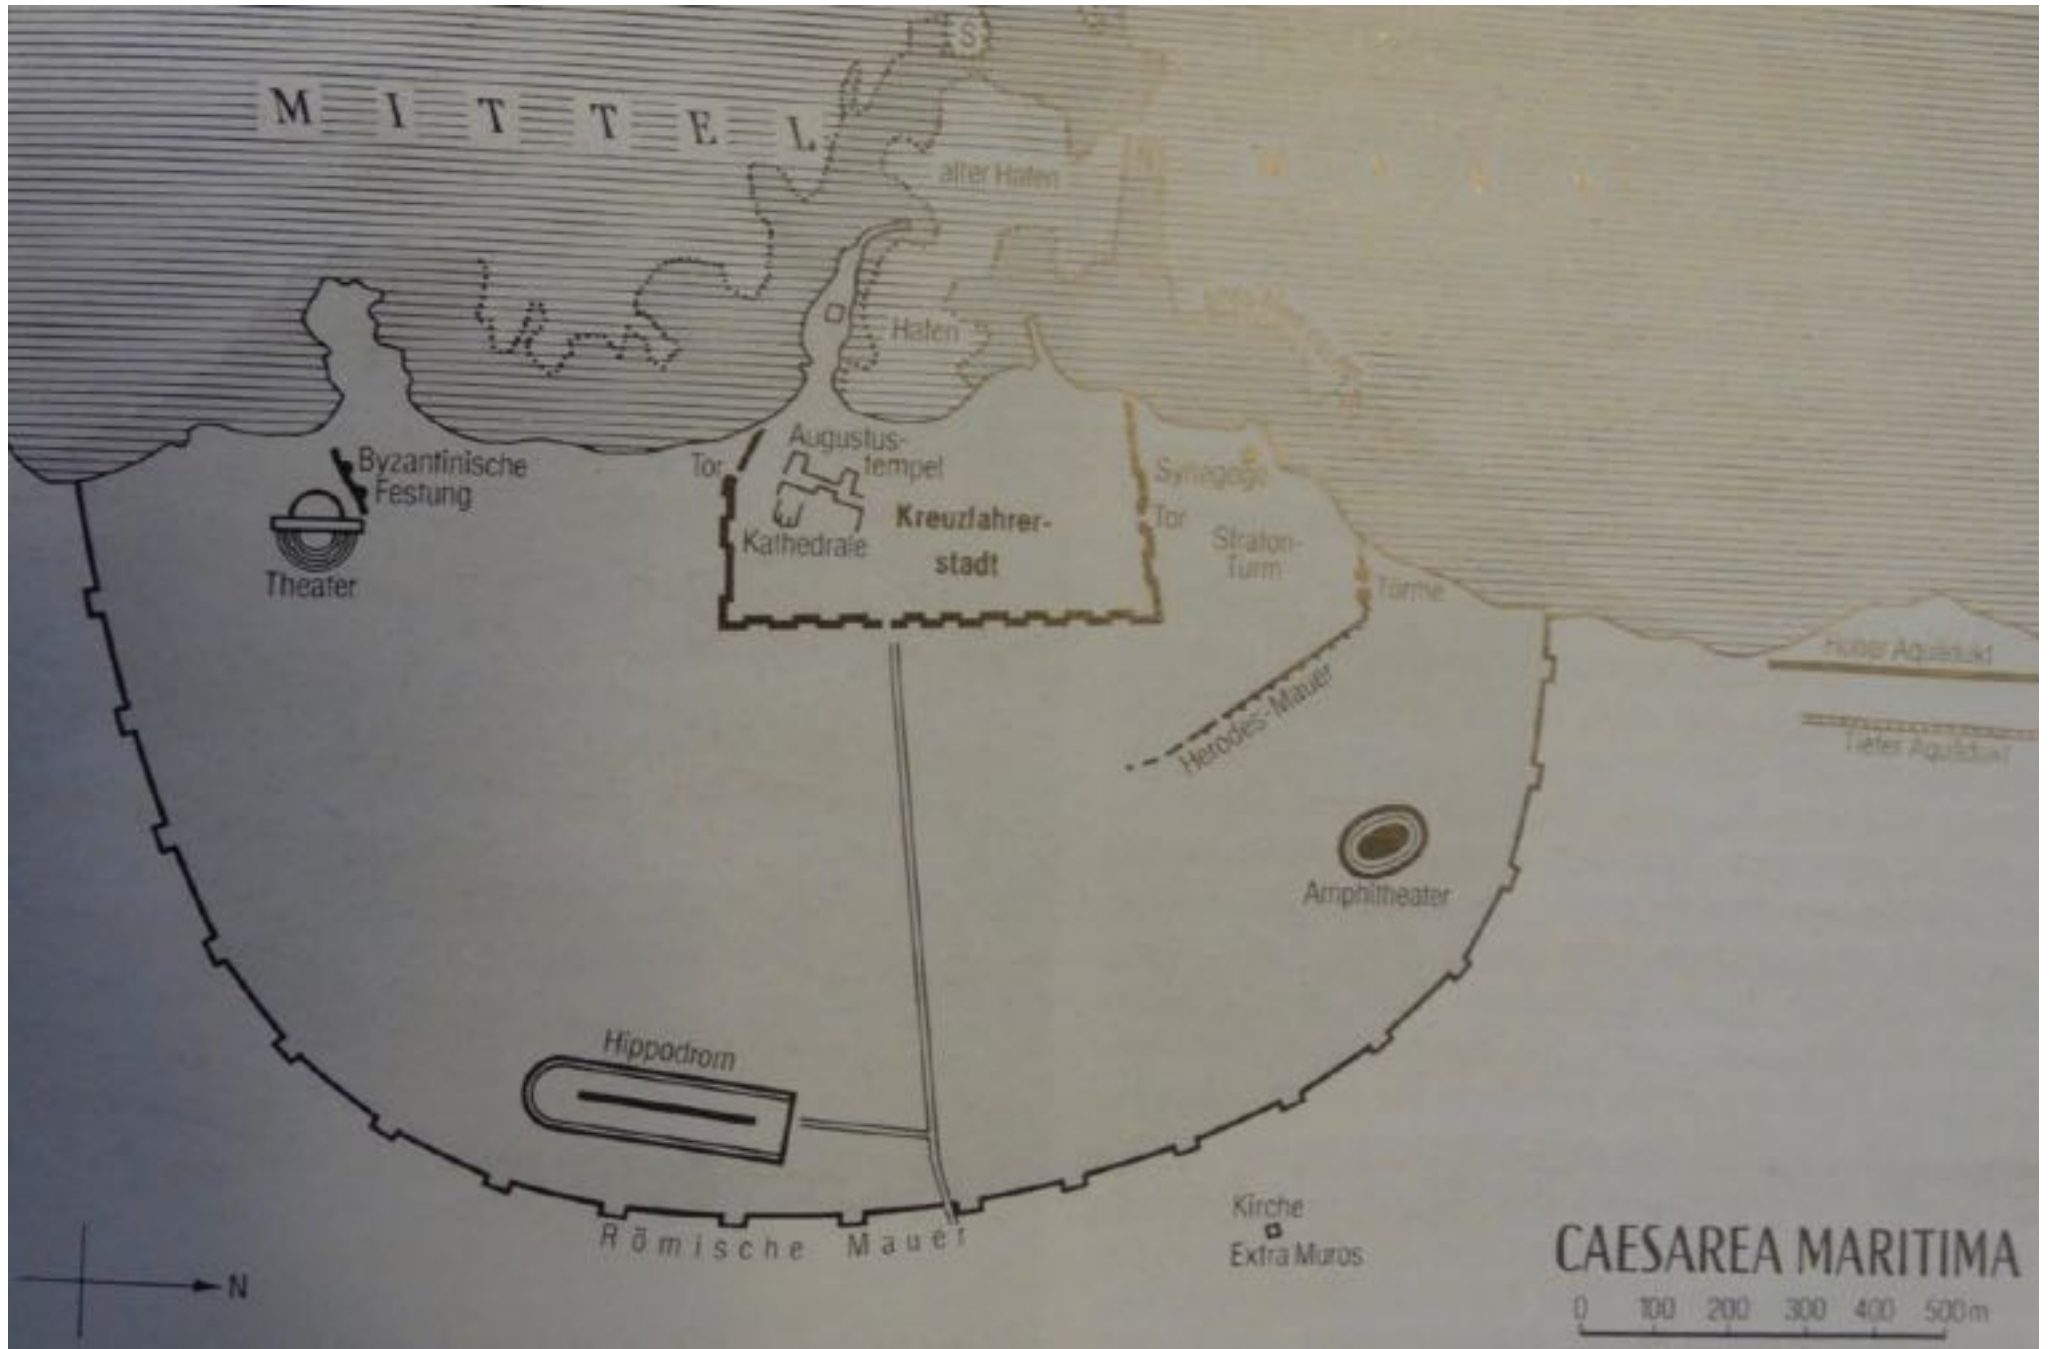 S
MITTEL
alter Hafen
Hafen
Byzantinische
Festung
Theater
Tor
Augustus-
tempel
Kathedrale
Kreuzfahrer-
stadt
Synagoge
Tor
Straton-
Turm
Türme
Hoher Aquädukt
Tiefer Aquädukt
Herodes-Mauer
Amphitheater
Hippodrom
Römische Mauer
Kirche
Extra Muros
N
CAESAREA MARITIMA
0 100 200 300 400 500m